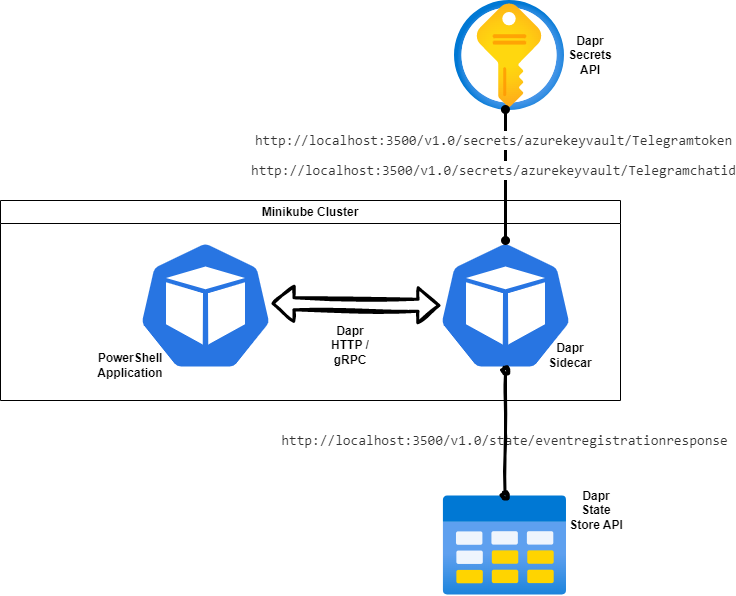 Dapr
Secrets
API
http://localhost:3500/v1.0/secrets/azurekeyvault/Telegramtoken
http://localhost:3500/v1.0/secrets/azurekeyvault/Telegramchatid
Minikube Cluster
Dapr
HTTP /
gRPC
PowerShell
Application
Dapr
Sidecar
http://localhost:3500/v1.0/state/eventregistrationresponse
Dapr
State
Store API